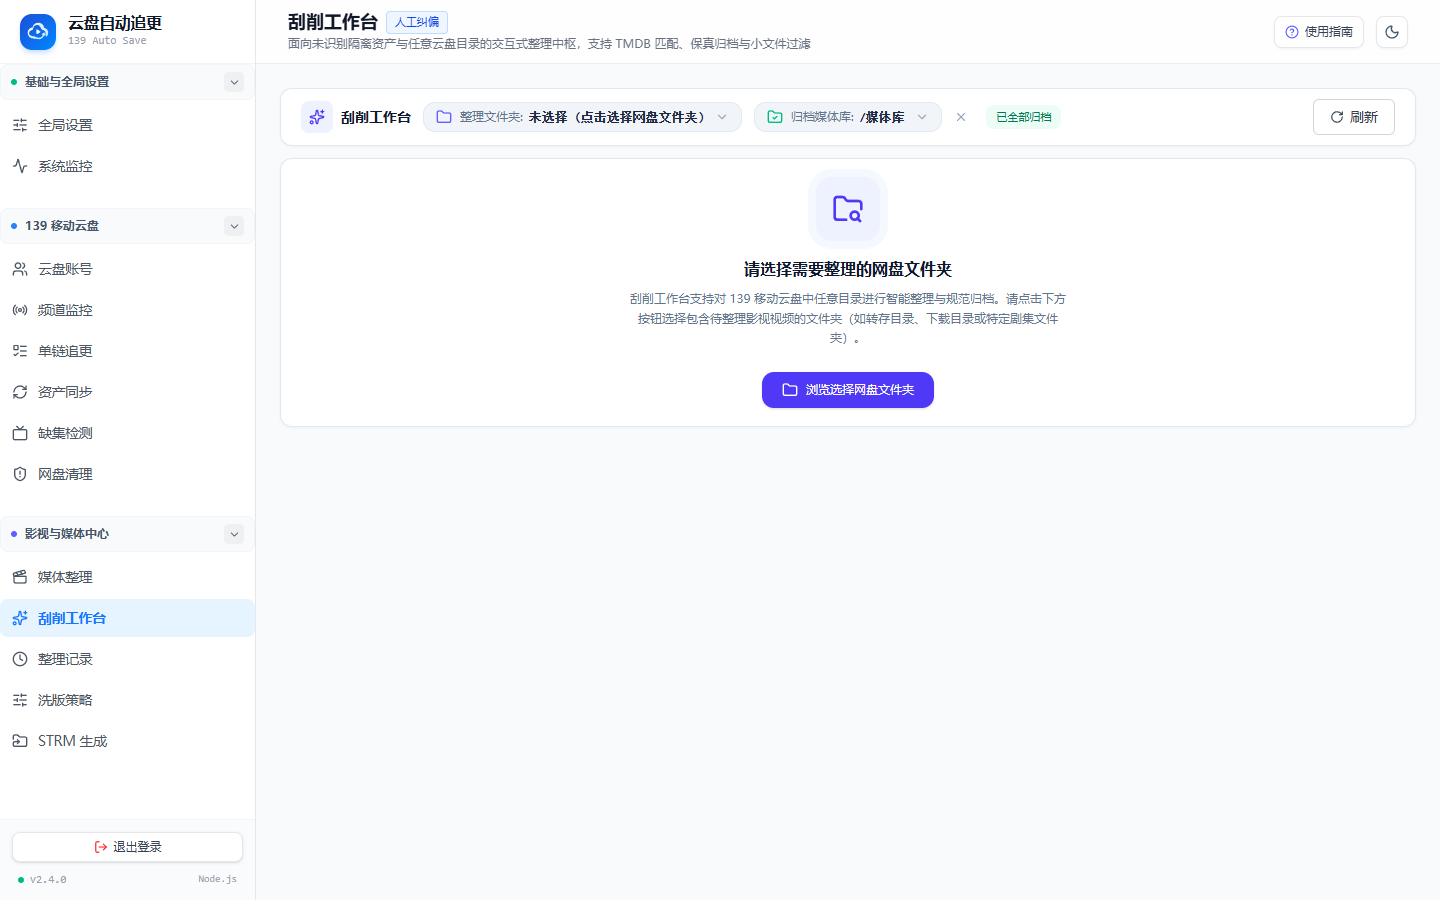 云盘自动追更
139 Auto Save
基础与全局设置
全局设置
系统监控
139 移动云盘
云盘账号
频道监控
单链追更
资产同步
缺集检测
网盘清理
影视与媒体中心
媒体整理
刮削工作台
整理记录
洗版策略
STRM 生成
退出登录
v2.4.0
Node.js
刮削工作台
人工纠偏
面向未识别隔离资产与任意云盘目录的交互式整理中枢，支持 TMDB 匹配、保真归档与小文件过滤
使用指南
刮削工作台
整理文件夹: 未选择（点击选择网盘文件夹）
归档媒体库: /媒体库
已全部归档
刷新
请选择需要整理的网盘文件夹
刮削工作台支持对 139 移动云盘中任意目录进行智能整理与规范归档。请点击下方
按钮选择包含待整理影视视频的文件夹（如转存目录、下载目录或特定剧集文件
夹）。
浏览选择网盘文件夹